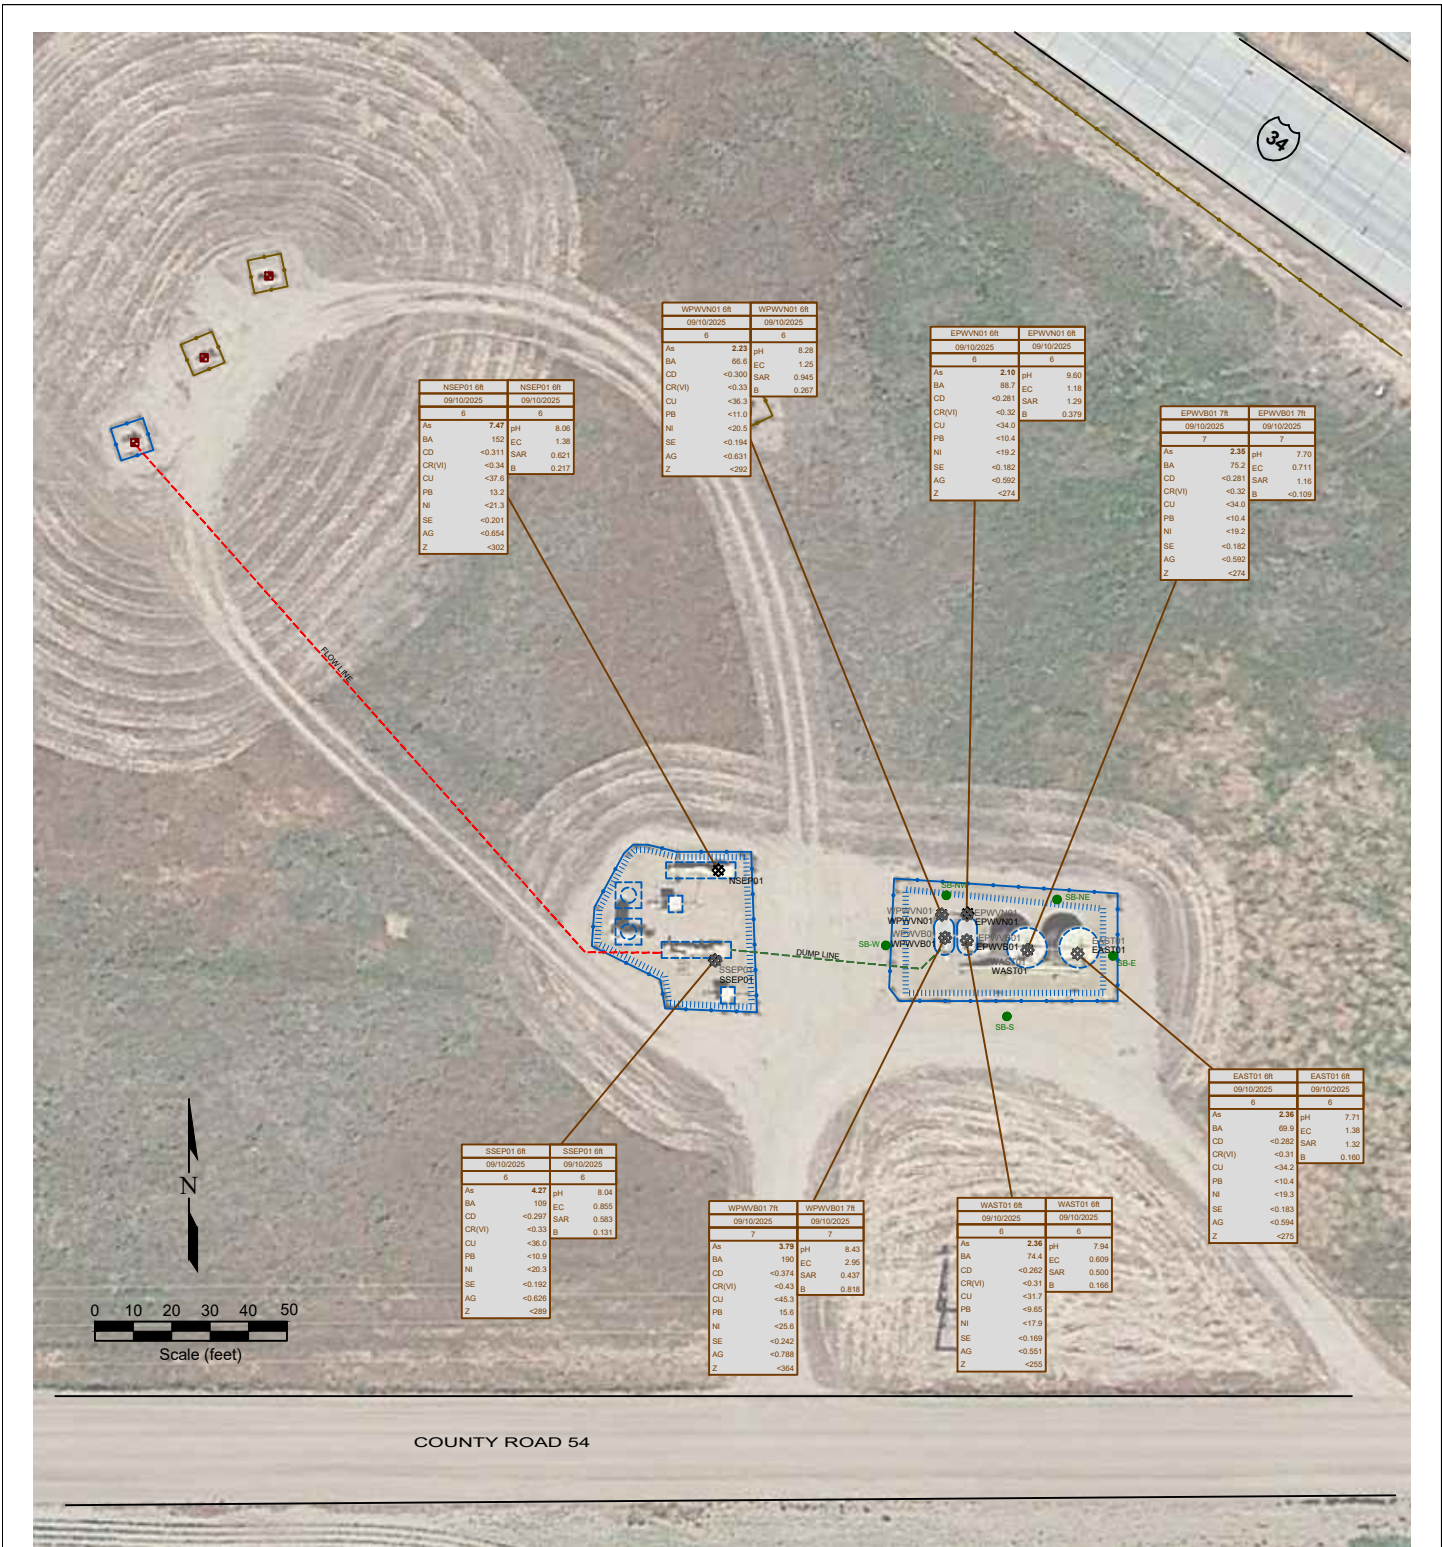 34
WPWVN01 6ft WPWVN01 6ft
09/10/2025 09/10/2025
6 6
As 2.23 pH 8.28
BA 66.6 EC 1.25
CD <0.300 SAR 0.945
CR(VI) <0.33 B 0.267
CU <36.3
PB <11.0
NI <20.5
SE <0.194
AG <0.631
Z <292
EPWVN01 6ft EPWVN01 6ft
09/10/2025 09/10/2025
6 6
As 2.10 pH 9.60
BA 88.7 EC 1.18
CD <0.281 SAR 1.29
CR(VI) <0.32 B 0.379
CU <34.0
PB <10.4
NI <19.2
SE <0.182
AG <0.592
Z <274
NSEP01 6ft NSEP01 6ft
09/10/2025 09/10/2025
6 6
As 7.47 pH 8.06
BA 152 EC 1.38
CD <0.311 SAR 0.621
CR(VI) <0.34 B 0.217
CU <37.6
PB 13.2
NI <21.3
SE <0.201
AG <0.654
Z <302
EPWVB01 7ft EPWVB01 7ft
09/10/2025 09/10/2025
7 7
As 2.35 pH 7.70
BA 75.2 EC 0.711
CD <0.281 SAR 1.16
CR(VI) <0.32 B <0.109
CU <34.0
PB <10.4
NI <19.2
SE <0.182
AG <0.592
Z <274
FLOW LINE
NSEP01
SB-NW
SB-NE
WPWVN01 EPWVN01
WPWVN01 EPWVN01
WPWVB01 EPWVB01 EAST01
SB-W WPWVB01 EPWVB01 EAST01
DUMP LINE
WAST01
WAST01
SB-E
SSEP01
SSEP01
SB-S
EAST01 6ft EAST01 6ft
09/10/2025 09/10/2025
6 6
As 2.36 pH 7.71
BA 69.9 EC 1.38
CD <0.282 SAR 1.32
CR(VI) <0.31 B 0.160
CU <34.2
PB <10.4
NI <19.3
SE <0.183
AG <0.594
Z <275
SSEP01 6ft SSEP01 6ft
09/10/2025 09/10/2025
6 6
As 4.27 pH 8.04
BA 109 EC 0.855
CD <0.297 SAR 0.583
CR(VI) <0.33 B 0.131
CU <36.0
PB <10.9
NI <20.3
SE <0.192
AG <0.626
Z <289
WPWVB01 7ft WPWVB01 7ft
09/10/2025 09/10/2025
7 7
As 3.79 pH 8.43
BA 190 EC 2.95
CD <0.374 SAR 0.437
CR(VI) <0.43 B 0.818
CU <45.3
PB 15.6
NI <25.6
SE <0.242
AG <0.788
Z <364
WAST01 6ft WAST01 6ft
09/10/2025 09/10/2025
6 6
As 2.36 pH 7.94
BA 74.4 EC 0.609
CD <0.262 SAR 0.500
CR(VI) <0.31 B 0.166
CU <31.7
PB <9.65
NI <17.9
SE <0.169
AG <0.551
Z <255
N
0 10 20 30 40 50
Scale (feet)
COUNTY ROAD 54